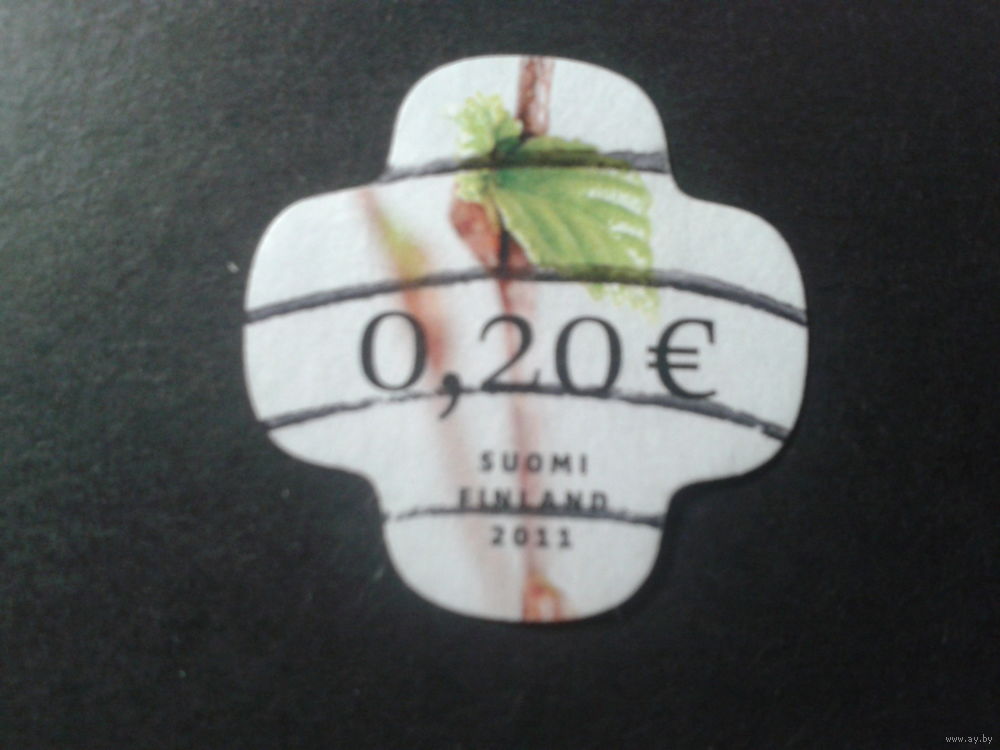 0,20 €
SUOMI
FINLAND
2011
www.ay.by